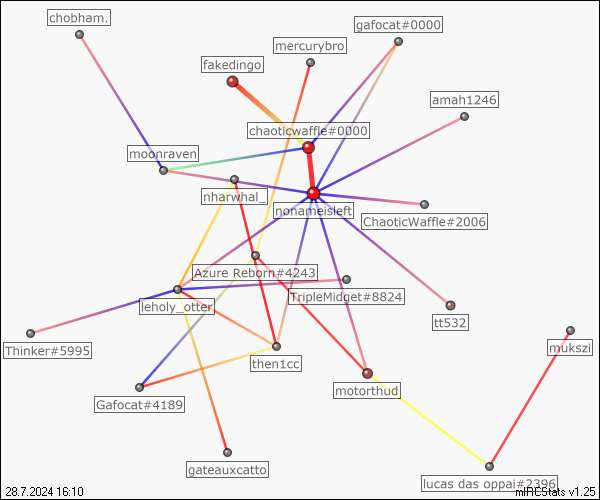 chobham.
gafocat#0000
mercurybro
fakedingo
amah1246
chaoticwaffle#0000
moonraven
nharwhal_
nonameisleft
ChaoticWaffle#2006
Azure Reborn#4243
TripleMidget#8824
leholy_otter
tt532
Thinker#5995
mukszi
then1cc
motorthud
Gafocat#4189
gateauxcatto
lucas das oppai#2396
28.7.2024 16:10
mIRCStats v1.25